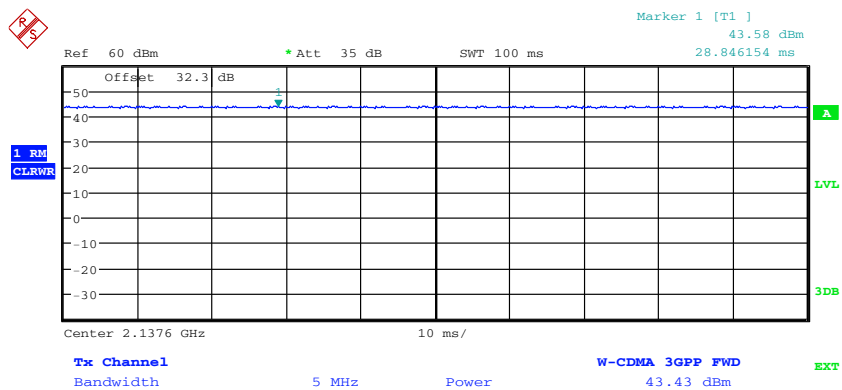 Marker 1 [T1 ]
43.58 dBm
Ref 60 dBm *Att 35 dB SWT 100 ms 28.846154 ms
R S
Offset 32.3 dB
1
50
40
A
30
1 RM
20
CLRWR
LVL
10
0
-10
-20
-30
3DB
Center 2.1376 GHz 10 ms/
Tx Channel W-CDMA 3GPP FWD
EXT
Bandwidth 5 MHz Power 43.43 dBm